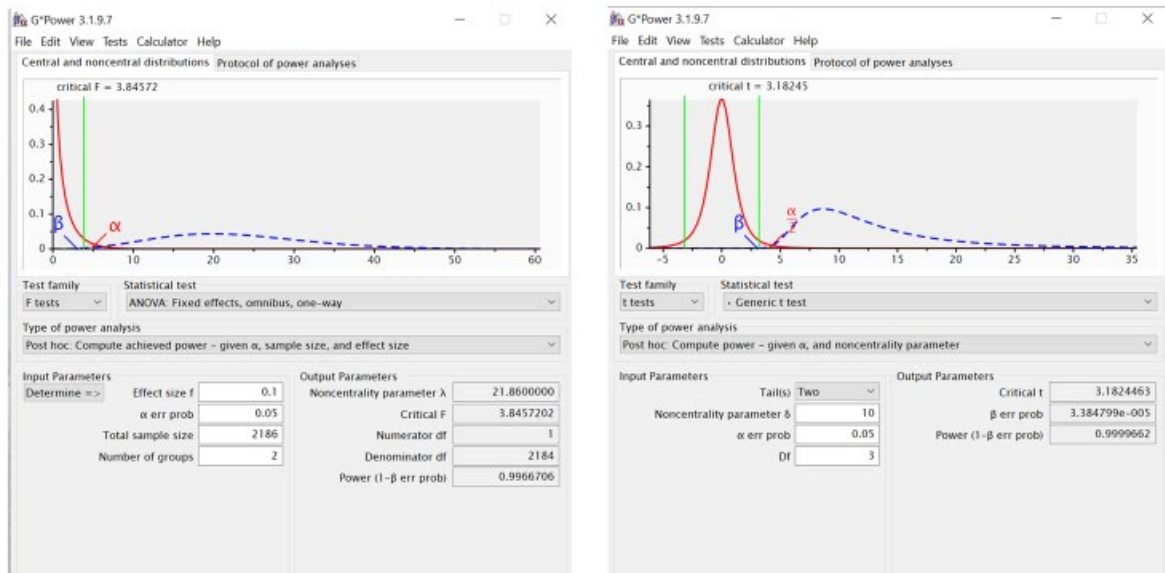 G*Power 3.1.9.7
File Edit View Tests Calculator Help
Central and noncentral distributions Protocol of power analyses
critical F = 3.84572
0.4
0.3
0.2
0.1
0
β
α
0 10 20 30 40 50 60
Test family Statistical test
F tests ANOVA: Fixed effects, omnibus, one-way
Type of power analysis
Post hoc: Compute achieved power - given α, sample size, and effect size
Input Parameters Output Parameters
Determine => Effect size f 0.1 Noncentrality parameter λ 21.8600000
α err prob 0.05 Critical F 3.8457202
Total sample size 2186 Numerator df 1
Number of groups 2 Denominator df 2184
Power (1-β err prob) 0.9966706
G*Power 3.1.9.7
File Edit View Tests Calculator Help
Central and noncentral distributions Protocol of power analyses
critical t = 3.18245
0.3
0.2
0.1
0
β
α
2
-5 0 5 10 15 20 25 30 35
Test family Statistical test
t tests - Generic t test
Type of power analysis
Post hoc: Compute power - given α, and noncentrality parameter
Input Parameters Output Parameters
Tail(s) Two Critical t 3.1824463
Noncentrality parameter δ 10 β err prob 3.384799e-005
α err prob 0.05 Power (1-β err prob) 0.9999662
Df 3